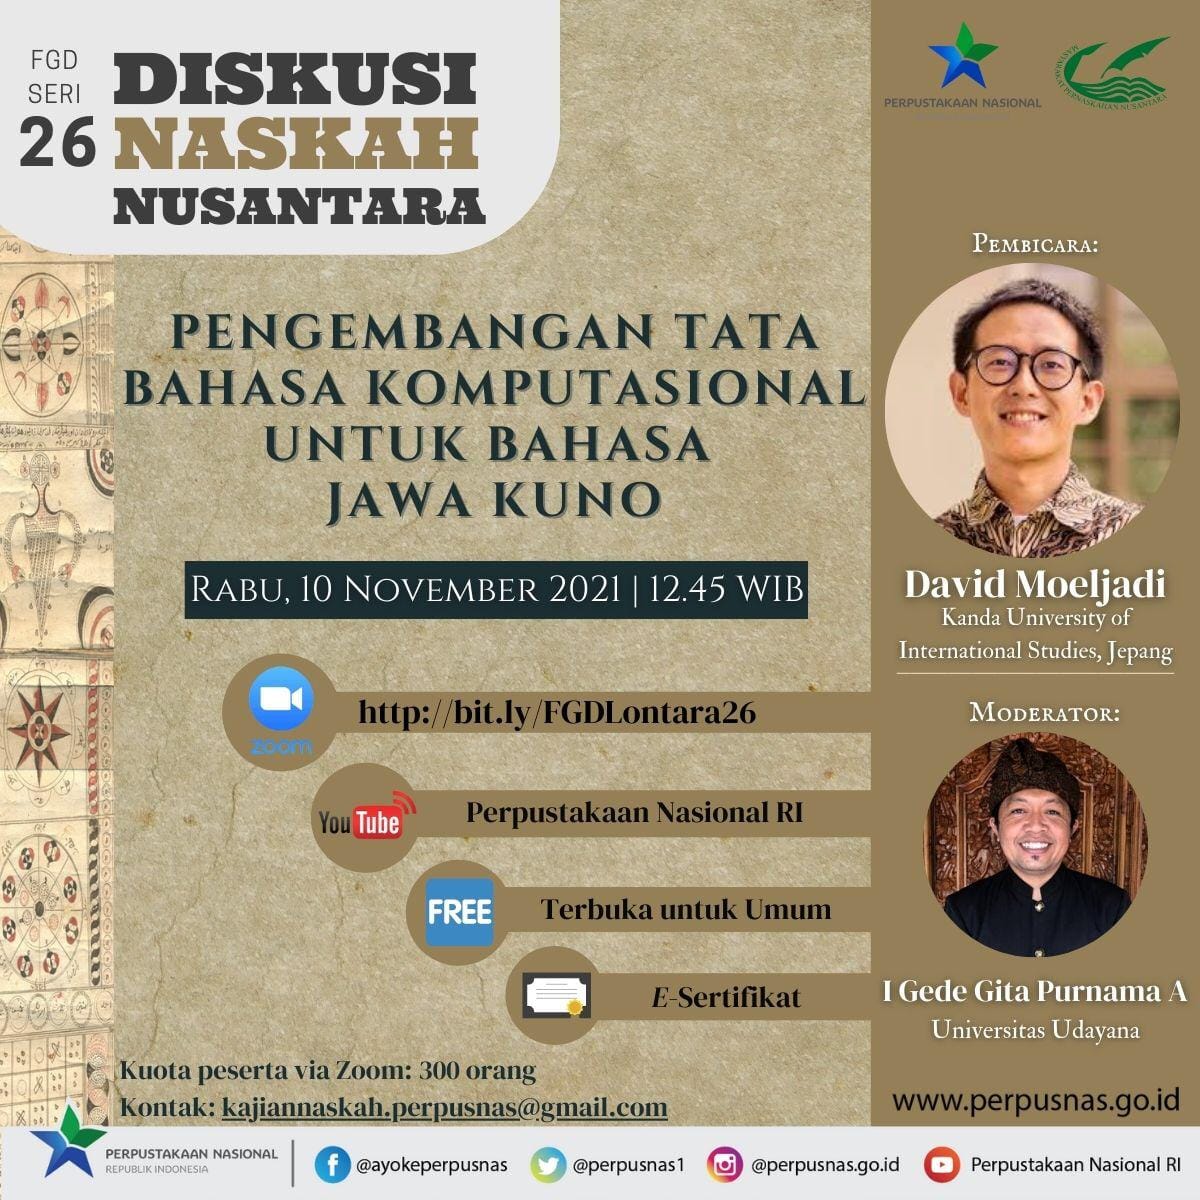 FGD
SERI
26
DISKUSI
NASKAH
NUSANTARA
PERPUSTAKAAN NASIONAL
MASYARAKAT PERNASKAHAN NUSANTARA
PENGEMBANGAN TATA
BAHASA KOMPUTASIONAL
UNTUK BAHASA
JAWA KUNO
RABU, 10 NOVEMBER 2021 | 12.45 WIB
zoom
http://bit.ly/FGDLontara26
YouTube
Perpustakaan Nasional RI
FREE
Terbuka untuk Umum
E-Sertifikat
Kuota peserta via Zoom: 300 orang
Kontak: kajiannaskah.perpusnas@gmail.com
PEMBICARA:
David Moeljadi
Kanda University of
International Studies, Jepang
MODERATOR:
I Gede Gita Purnama A
Universitas Udayana
www.perpusnas.go.id
PERPUSTAKAAN NASIONAL
REPUBLIK INDONESIA
@ayokeperpusnas
@perpusnas1
@perpusnas.go.id
Perpustakaan Nasional RI